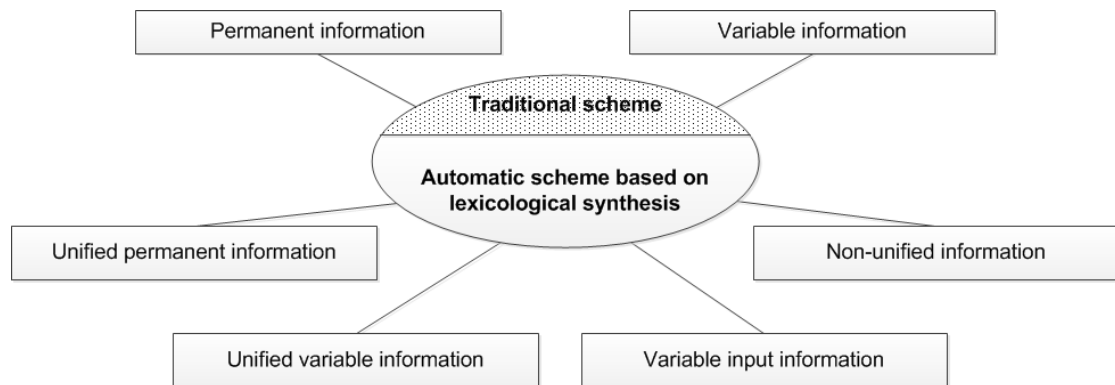 Permanent information
Variable information
Traditional scheme
Automatic scheme based on
lexicological synthesis
Unified permanent information
Non-unified information
Unified variable information
Variable input information